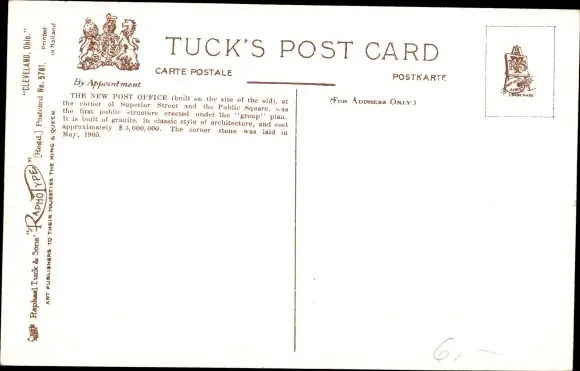 TUCK'S POST CARD
CARTE POSTALE
POSTKARTE
By Appointment
(FOR ADDRESS ONLY.)
THE NEW POST OFFICE (built on the site of the old), at
the corner of Superior Street and the Public Square, was
the first public structure erected under the "group" plan.
It is built of granite, in classic style of architecture, and cost
approximately $3,000,000. The corner stone was laid in
May, 1905.
Raphael Tuck & Sons' "RAPHOTYPE" [Regd.] Postcard No. 5781. "CLEVELAND, Ohio."
Printed
in Holland
ART PUBLISHERS TO THEIR MAJESTIES THE KING & QUEEN.
TRADE MARK
6,-